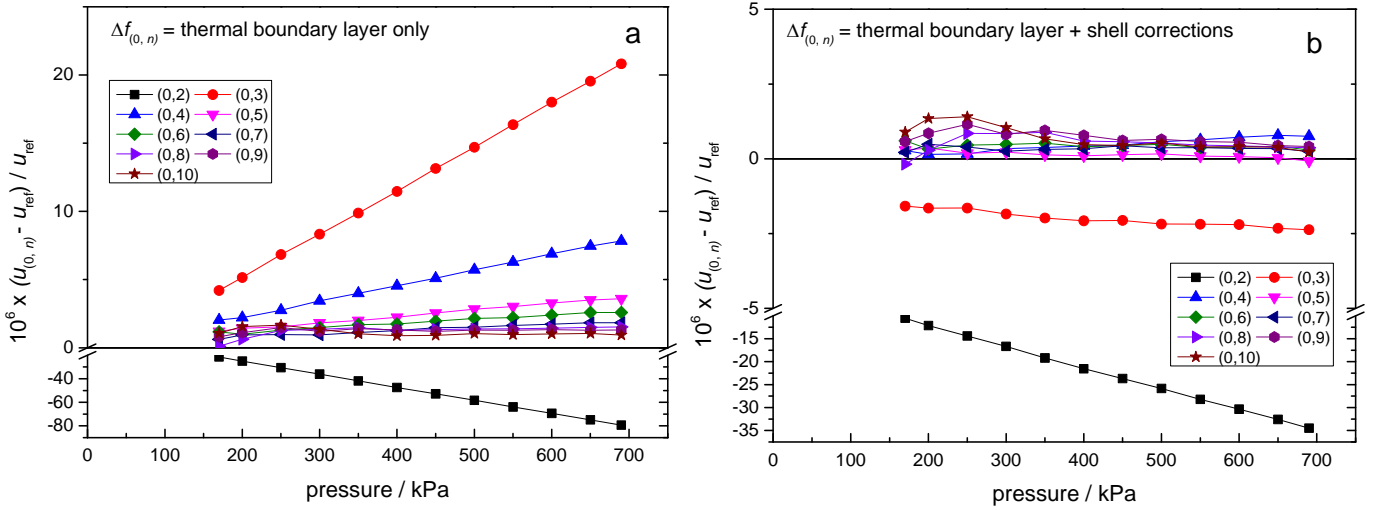 Δf(0, n) = thermal boundary layer only
a
(0,2) (0,3)
(0,4) (0,5)
(0,6) (0,7)
(0,8) (0,9)
(0,10)
20
10
0
-40
-60
-80
10^6 x (u(0, n) - uref) / uref
0 100 200 300 400 500 600 700
pressure / kPa
Δf(0, n) = thermal boundary layer + shell corrections
b
5
0
-5
-15
-20
-25
-30
-35
10^6 x (u(0, n) - uref) / uref
(0,2) (0,3)
(0,4) (0,5)
(0,6) (0,7)
(0,8) (0,9)
(0,10)
0 100 200 300 400 500 600 700
pressure / kPa